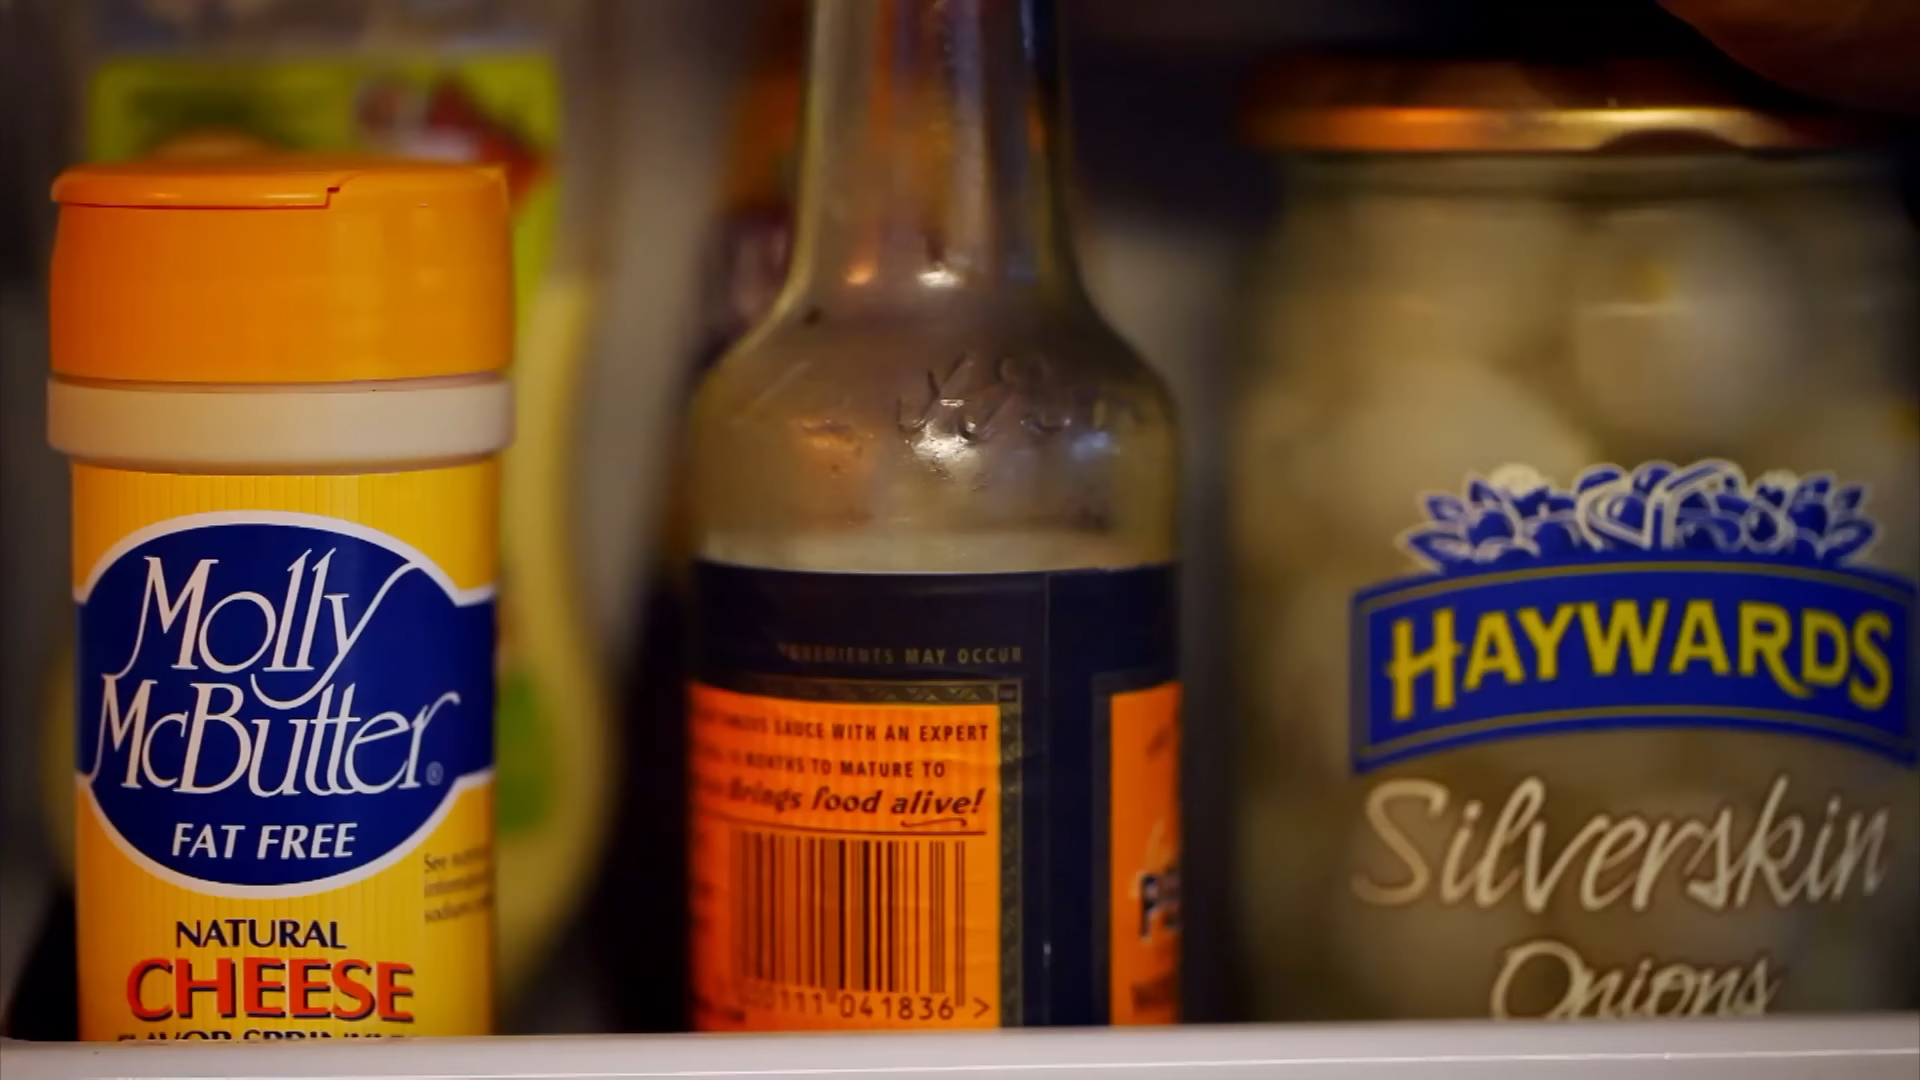 Molly
McButter®
FAT FREE
NATURAL
CHEESE
INGREDIENTS MAY OCCUR
SAUCE WITH AN EXPERT
MONTHS TO MATURE TO
Brings food alive!
111 041836 >
HAYWARDS
Silverskin
Onions